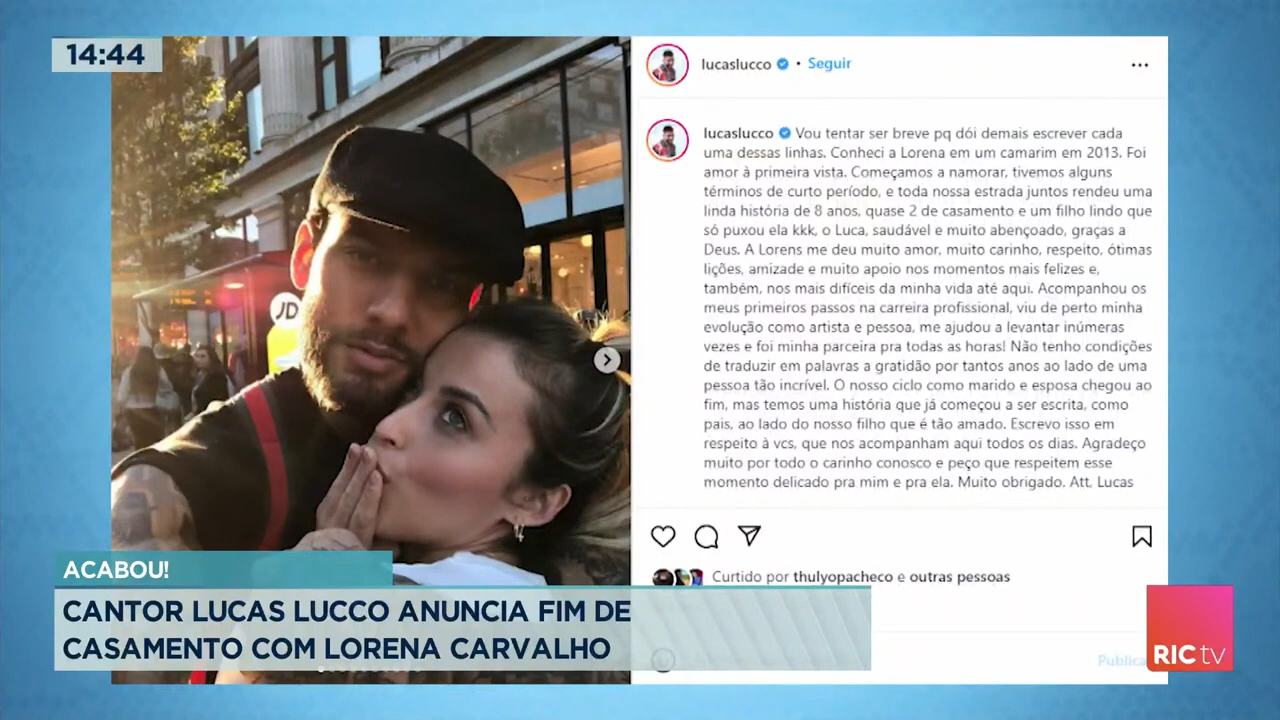 14:44
lucaslucco • Seguir
lucaslucco Vou tentar ser breve pq dói demais escrever cada
uma dessas linhas. Conheci a Lorena em um camarim em 2013. Foi
amor à primeira vista. Começamos a namorar, tivemos alguns
términos de curto período, e toda nossa estrada juntos rendeu uma
linda história de 8 anos, quase 2 de casamento e um filho lindo que
só puxou ela kkk, o Luca, saudável e muito abençoado, graças a
Deus. A Lorens me deu muito amor, muito carinho, respeito, ótimas
lições, amizade e muito apoio nos momentos mais felizes e,
também, nos mais difíceis da minha vida até aqui. Acompanhou os
meus primeiros passos na carreira profissional, viu de perto minha
evolução como artista e pessoa, me ajudou a levantar inúmeras
vezes e foi minha parceira pra todas as horas! Não tenho condições
de traduzir em palavras a gratidão por tantos anos ao lado de uma
pessoa tão incrível. O nosso ciclo como marido e esposa chegou ao
fim, mas temos uma história que já começou a ser escrita, como
pais, ao lado do nosso filho que é tão amado. Escrevo isso em
respeito à vcs, que nos acompanham aqui todos os dias. Agradeço
muito por todo o carinho conosco e peço que respeitem esse
momento delicado pra mim e pra ela. Muito obrigado. Att, Lucas
JD
Curtido por thulyopacheco e outras pessoas
ACABOU!
CANTOR LUCAS LUCCO ANUNCIA FIM DE
CASAMENTO COM LORENA CARVALHO
Publica
RIC tv